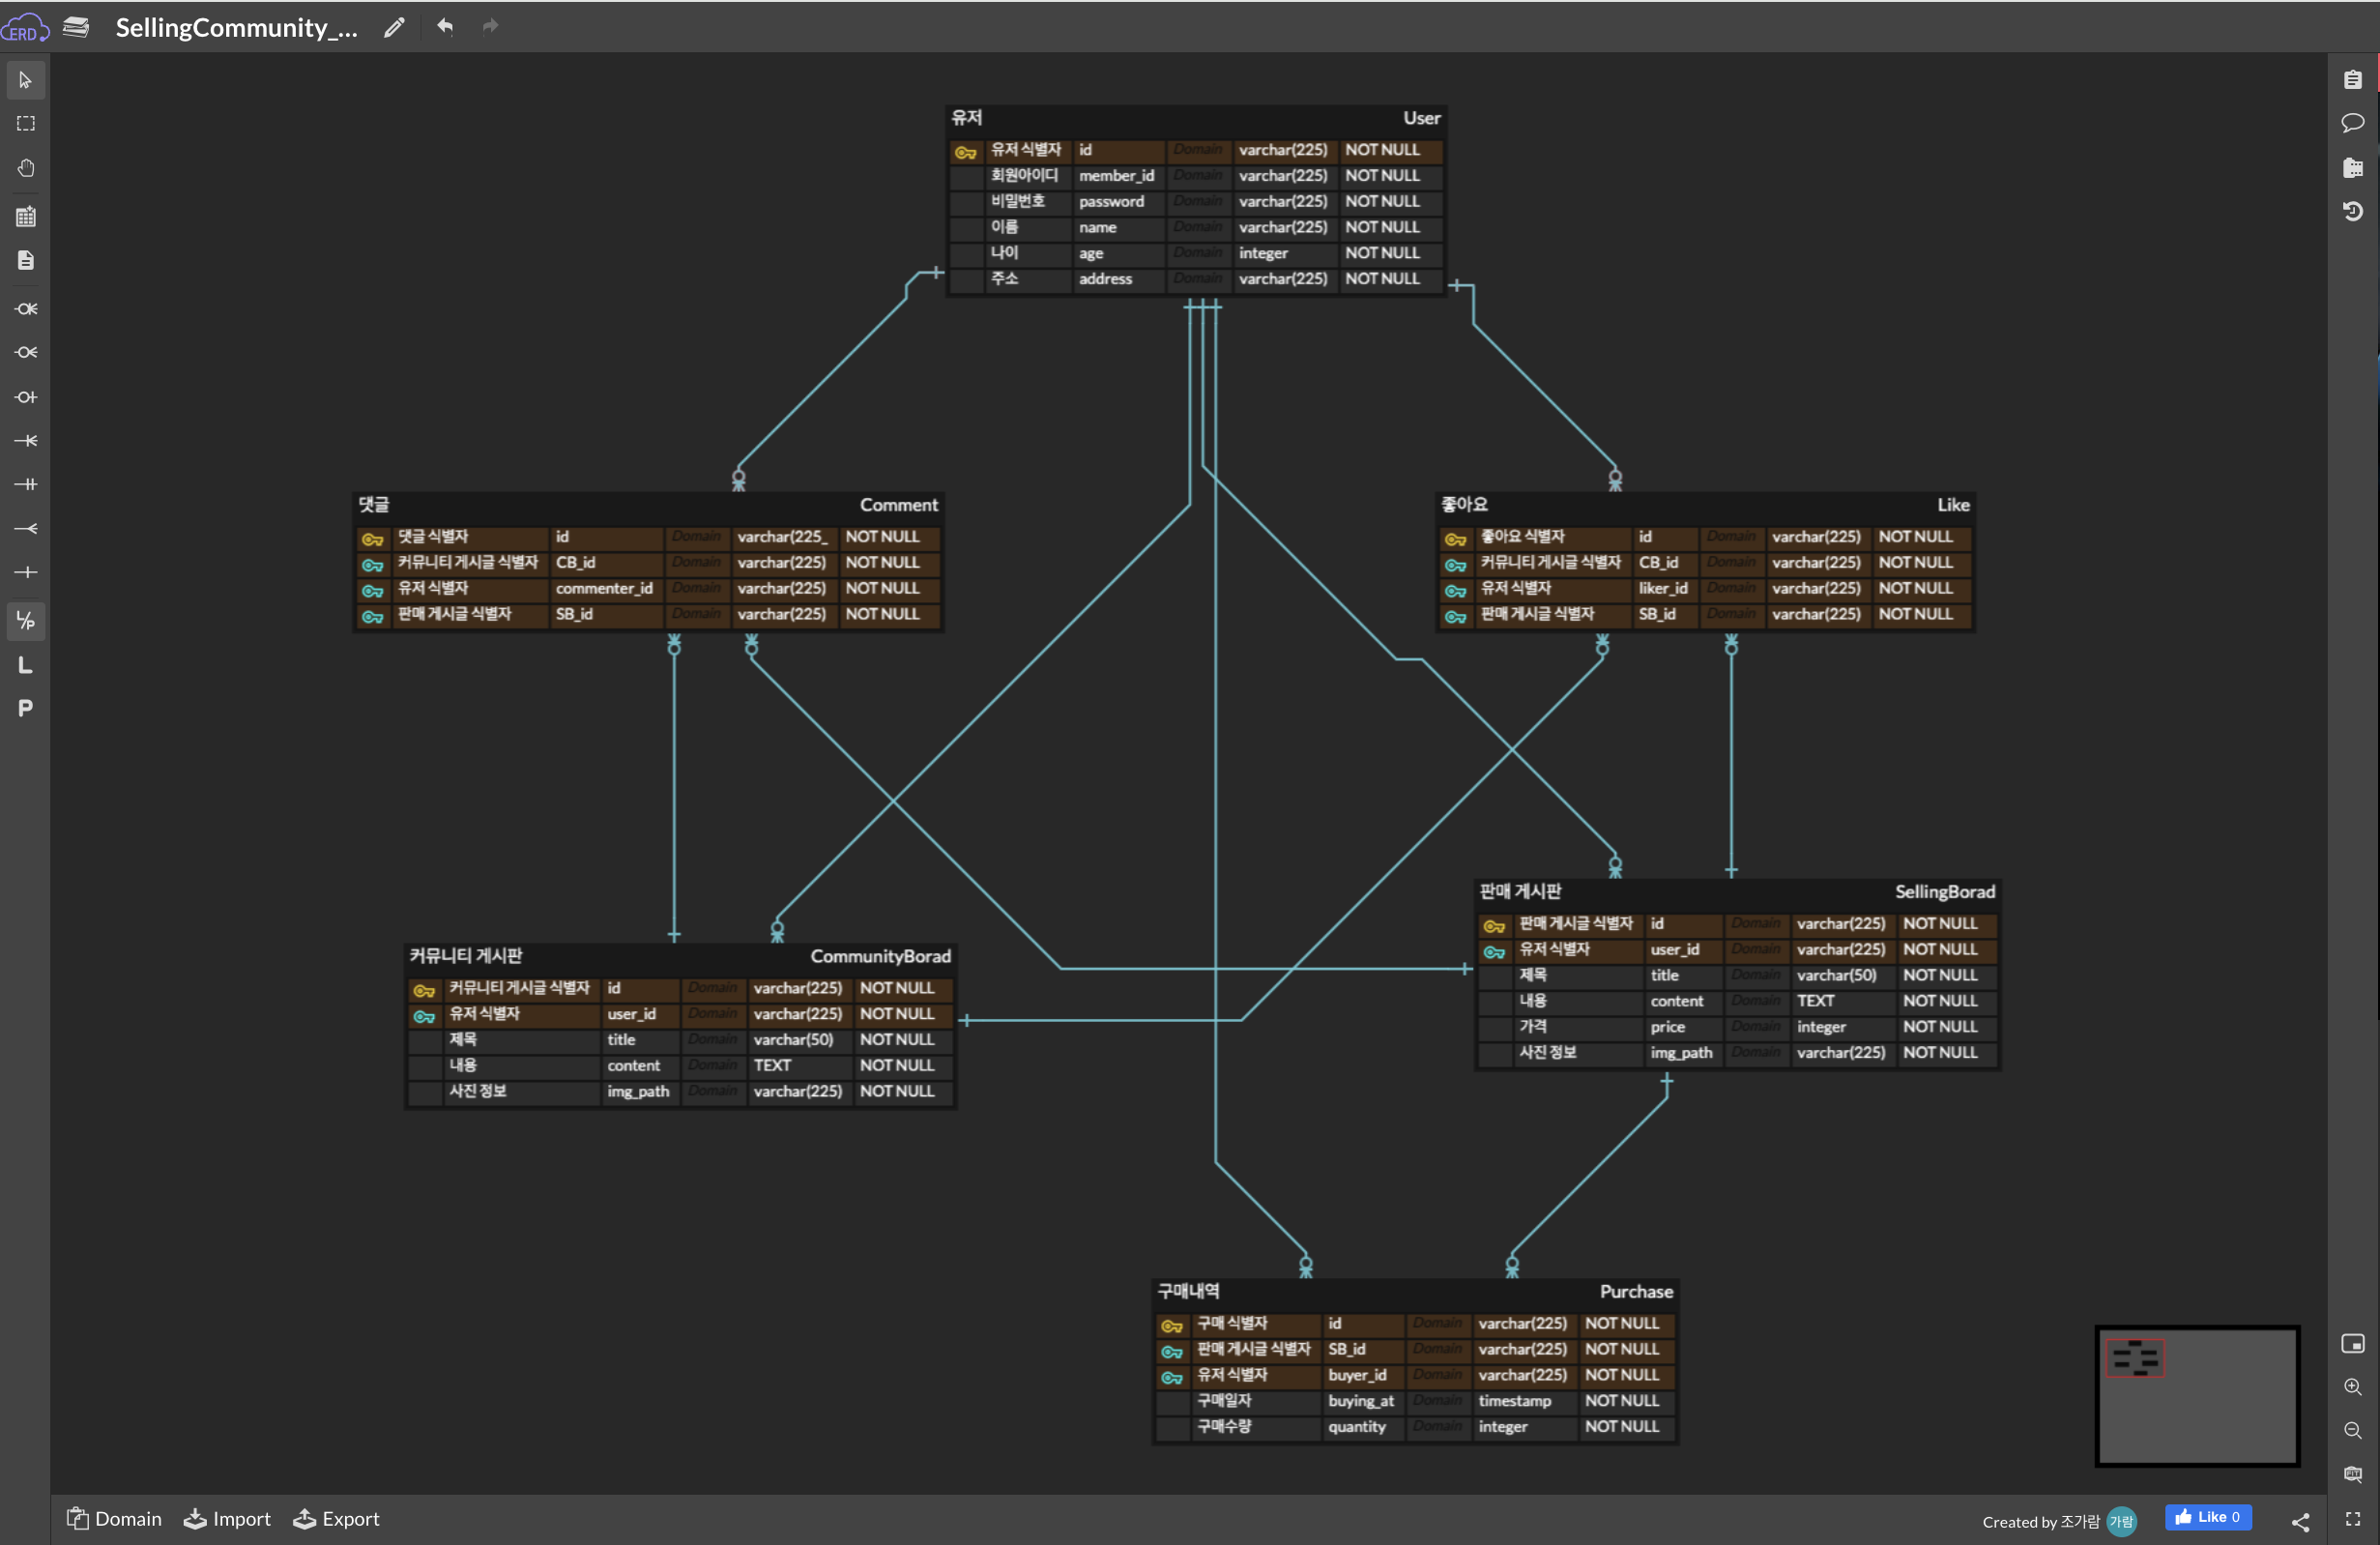 ERD
SellingCommunity_...
유저 User
유저 식별자 id Domain varchar(225) NOT NULL
회원아이디 member_id Domain varchar(225) NOT NULL
비밀번호 password Domain varchar(225) NOT NULL
이름 name Domain varchar(225) NOT NULL
나이 age Domain integer NOT NULL
주소 address Domain varchar(225) NOT NULL
댓글 Comment
댓글 식별자 id Domain varchar(225_ NOT NULL
커뮤니티 게시글 식별자 CB_id Domain varchar(225) NOT NULL
유저 식별자 commenter_id Domain varchar(225) NOT NULL
판매 게시글 식별자 SB_id Domain varchar(225) NOT NULL
좋아요 Like
좋아요 식별자 id Domain varchar(225) NOT NULL
커뮤니티 게시글 식별자 CB_id Domain varchar(225) NOT NULL
유저 식별자 liker_id Domain varchar(225) NOT NULL
판매 게시글 식별자 SB_id Domain varchar(225) NOT NULL
커뮤니티 게시판 CommunityBorad
커뮤니티 게시글 식별자 id Domain varchar(225) NOT NULL
유저 식별자 user_id Domain varchar(225) NOT NULL
제목 title Domain varchar(50) NOT NULL
내용 content Domain TEXT NOT NULL
사진 정보 img_path Domain varchar(225) NOT NULL
판매 게시판 SellingBorad
판매 게시글 식별자 id Domain varchar(225) NOT NULL
유저 식별자 user_id Domain varchar(225) NOT NULL
제목 title Domain varchar(50) NOT NULL
내용 content Domain TEXT NOT NULL
가격 price Domain integer NOT NULL
사진 정보 img_path Domain varchar(225) NOT NULL
구매내역 Purchase
구매 식별자 id Domain varchar(225) NOT NULL
판매 게시글 식별자 SB_id Domain varchar(225) NOT NULL
유저 식별자 buyer_id Domain varchar(225) NOT NULL
구매일자 buying_at Domain timestamp NOT NULL
구매수량 quantity Domain integer NOT NULL
L/P
L
P
Domain Import Export
Created by 조가람 가람 Like 0
FIT